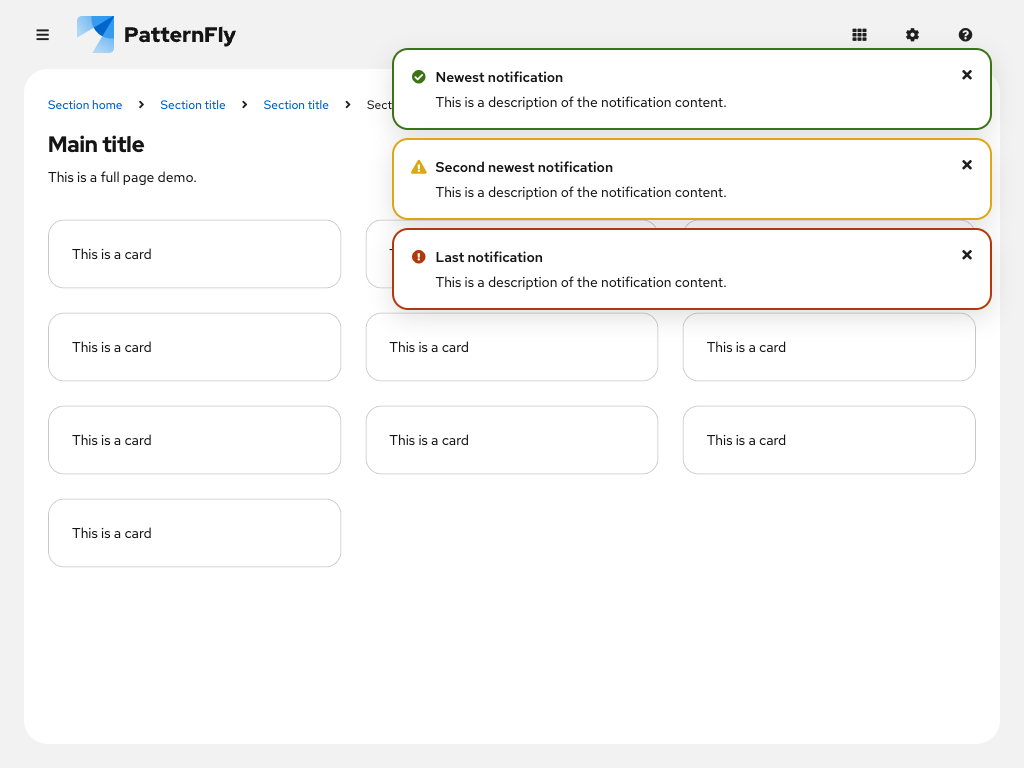 PatternFly
Newest notification
This is a description of the notification content.
Section home Section title Section title
Second newest notification
This is a description of the notification content.
Main title
This is a full page demo.
Last notification
This is a description of the notification content.
This is a card
This is a card This is a card This is a card
This is a card This is a card This is a card
This is a card